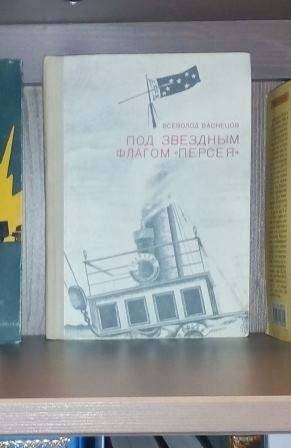 ВСЕВОЛОД ВАСНЕЦОВ
ПОД ЗВЕЗДНЫМ
ФЛАГОМ «ПЕРСЕЯ»